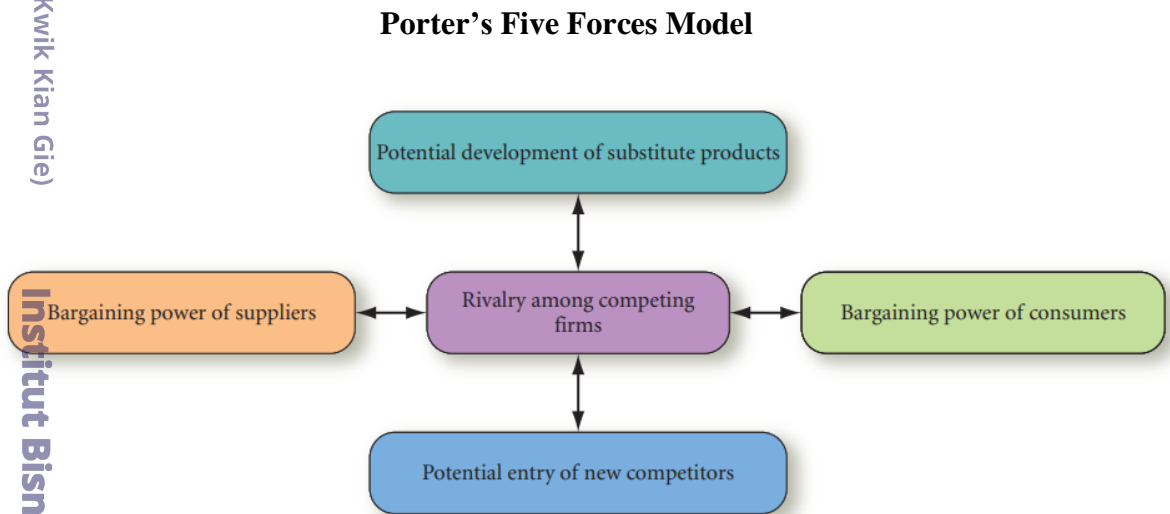 Porter’s Five Forces Model
Potential development of substitute products
Bargaining power of suppliers
Rivalry among competing
firms
Bargaining power of consumers
Potential entry of new competitors
Kwik Kian Gie)
Institut Bisn